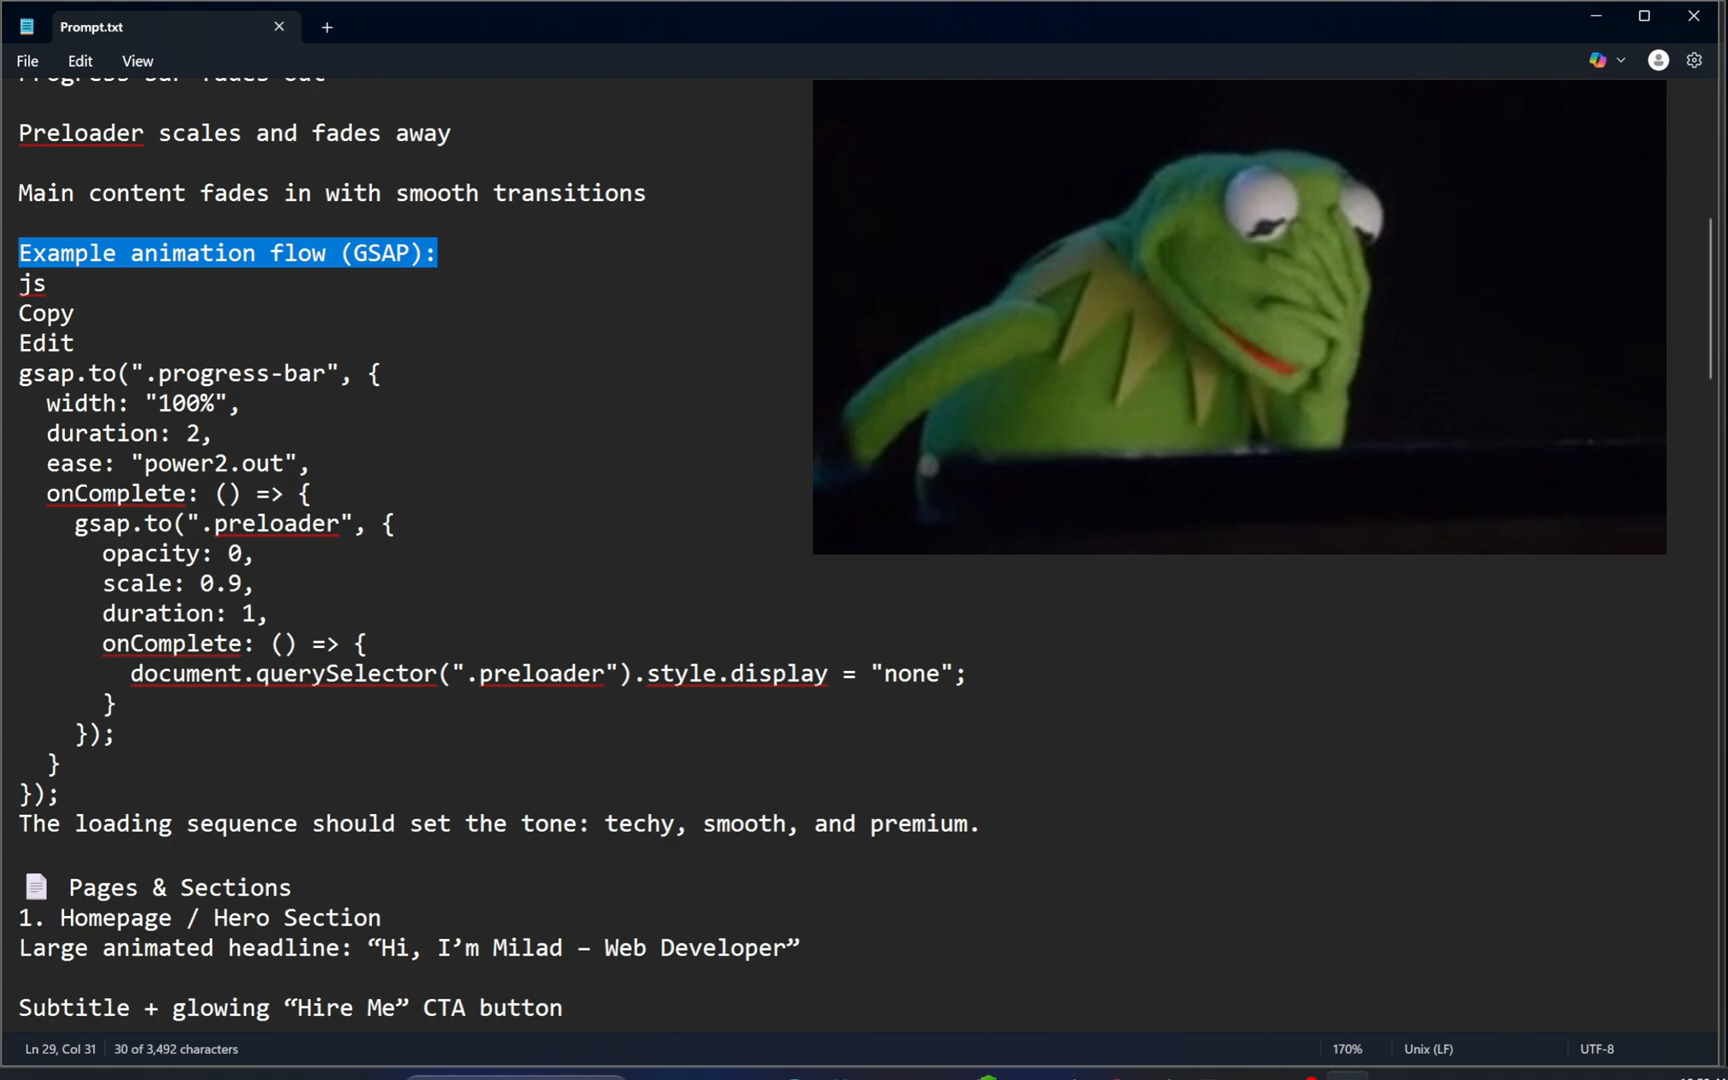 Prompt.txt
File
Edit
View
Progress bar fades out
Preloader scales and fades away
Main content fades in with smooth transitions
Example animation flow (GSAP):
js
Copy
Edit
gsap.to(".progress-bar", {
width: "100%",
duration: 2,
ease: "power2.out",
onComplete: () => {
gsap.to(".preloader", {
opacity: 0,
scale: 0.9,
duration: 1,
onComplete: () => {
document.querySelector(".preloader").style.display = "none";
}
});
}
});
The loading sequence should set the tone: techy, smooth, and premium.
📄 Pages & Sections
1. Homepage / Hero Section
Large animated headline: “Hi, I’m Milad – Web Developer”
Subtitle + glowing “Hire Me” CTA button
Ln 29, Col 31
30 of 3,492 characters
170%
Unix (LF)
UTF-8